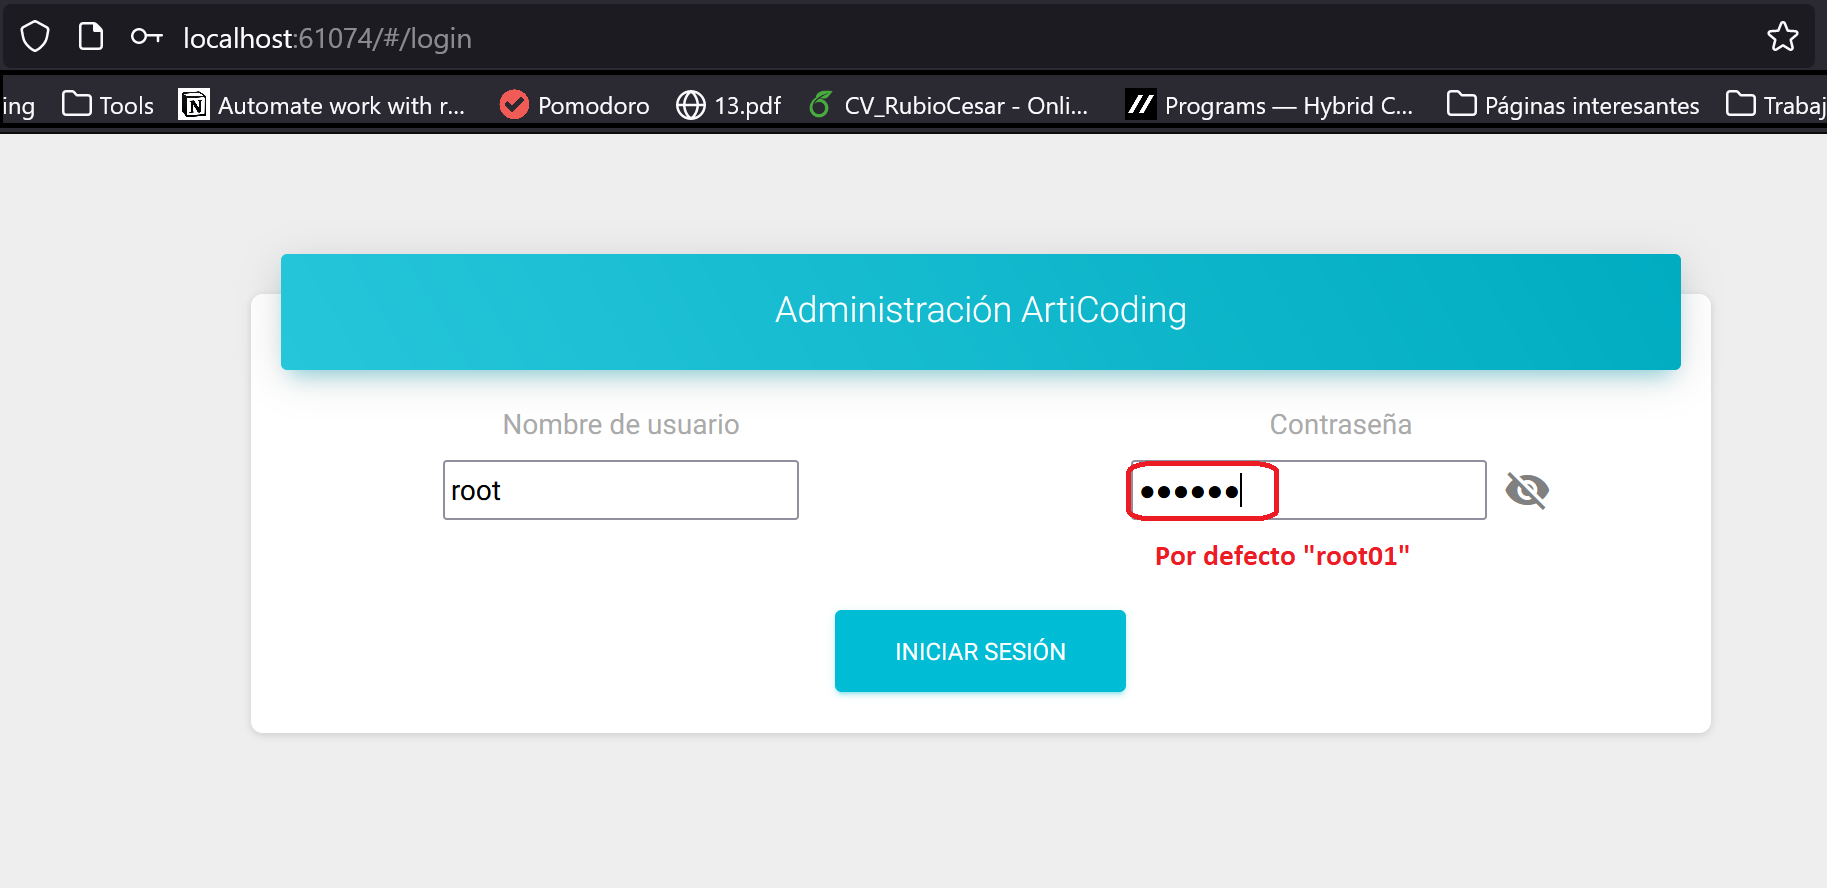 localhost:61074/#/login
ing Tools Automate work with r... Pomodoro 13.pdf CV_RubioCesar - Onli... Programs — Hybrid C... Páginas interesantes Trabaj
Administración ArtiCoding
Nombre de usuario Contraseña
root ●●●●●●
Por defecto "root01"
INICIAR SESIÓN